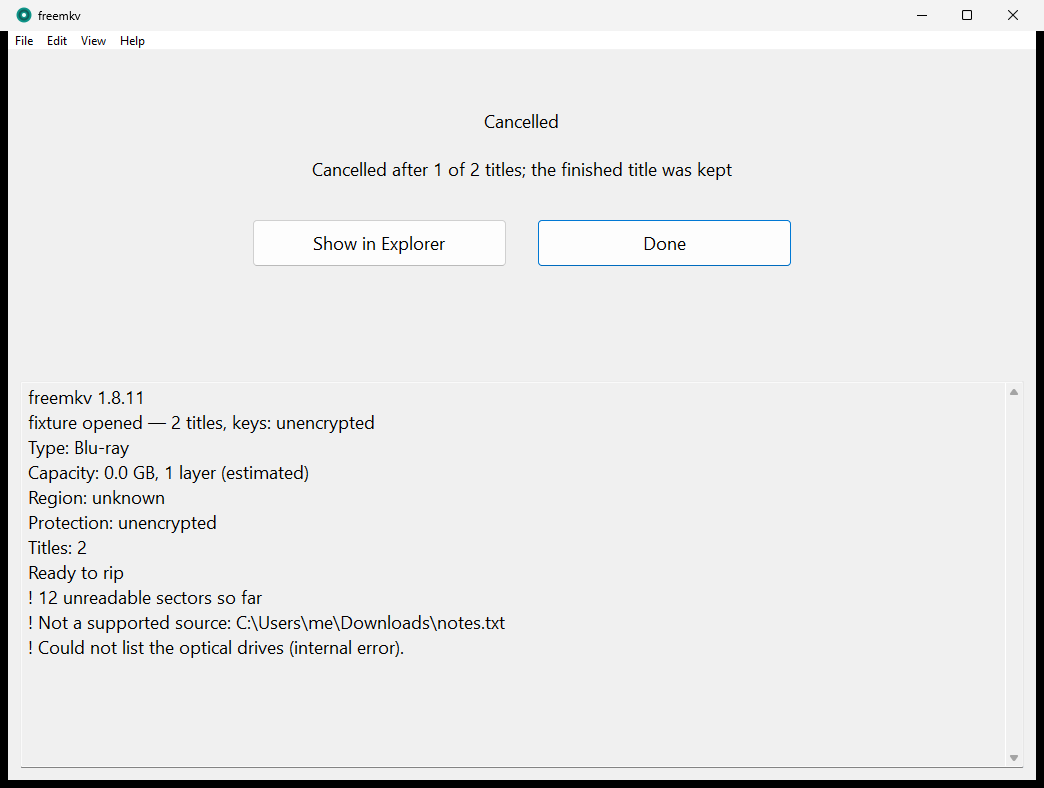 freemkv
File Edit View Help
Cancelled
Cancelled after 1 of 2 titles; the finished title was kept
Show in Explorer Done
freemkv 1.8.11
fixture opened — 2 titles, keys: unencrypted
Type: Blu-ray
Capacity: 0.0 GB, 1 layer (estimated)
Region: unknown
Protection: unencrypted
Titles: 2
Ready to rip
! 12 unreadable sectors so far
! Not a supported source: C:\Users\me\Downloads\notes.txt
! Could not list the optical drives (internal error).